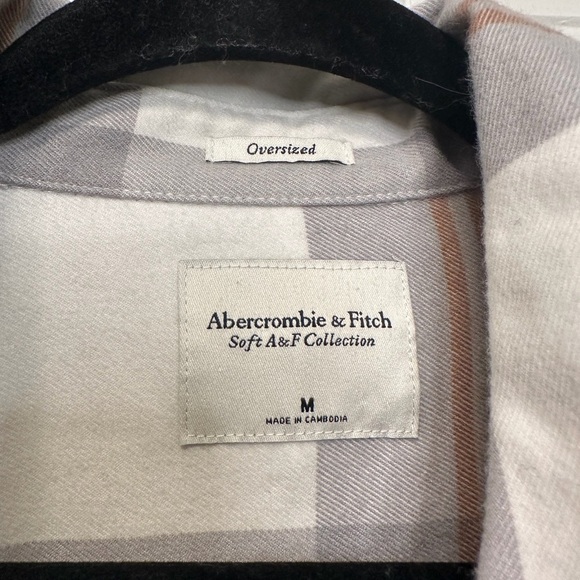 Oversized
Abercrombie & Fitch
Soft A&F Collection
M
MADE IN CAMBODIA